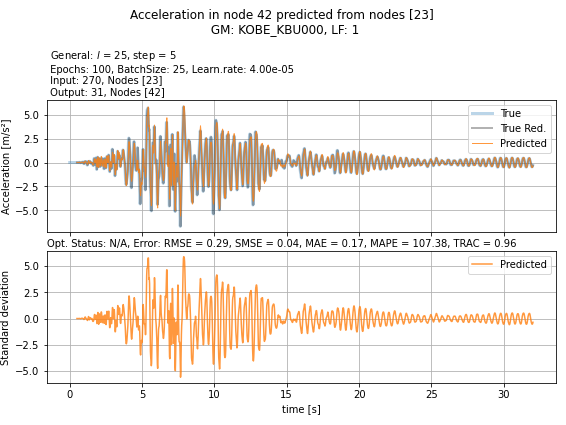 Acceleration in node 42 predicted from nodes [23]
GM: KOBE_KBU000, LF: 1
General: l = 25, step = 5
Epochs: 100, BatchSize: 25, Learn.rate: 4.00e-05
Input: 270, Nodes [23]
Output: 31, Nodes [42]
Acceleration [m/s²]
5.0
2.5
0.0
−2.5
−5.0
True
True Red.
Predicted
Opt. Status: N/A, Error: RMSE = 0.29, SMSE = 0.04, MAE = 0.17, MAPE = 107.38, TRAC = 0.96
Standard deviation
5.0
2.5
0.0
−2.5
−5.0
Predicted
0 5 10 15 20 25 30
time [s]